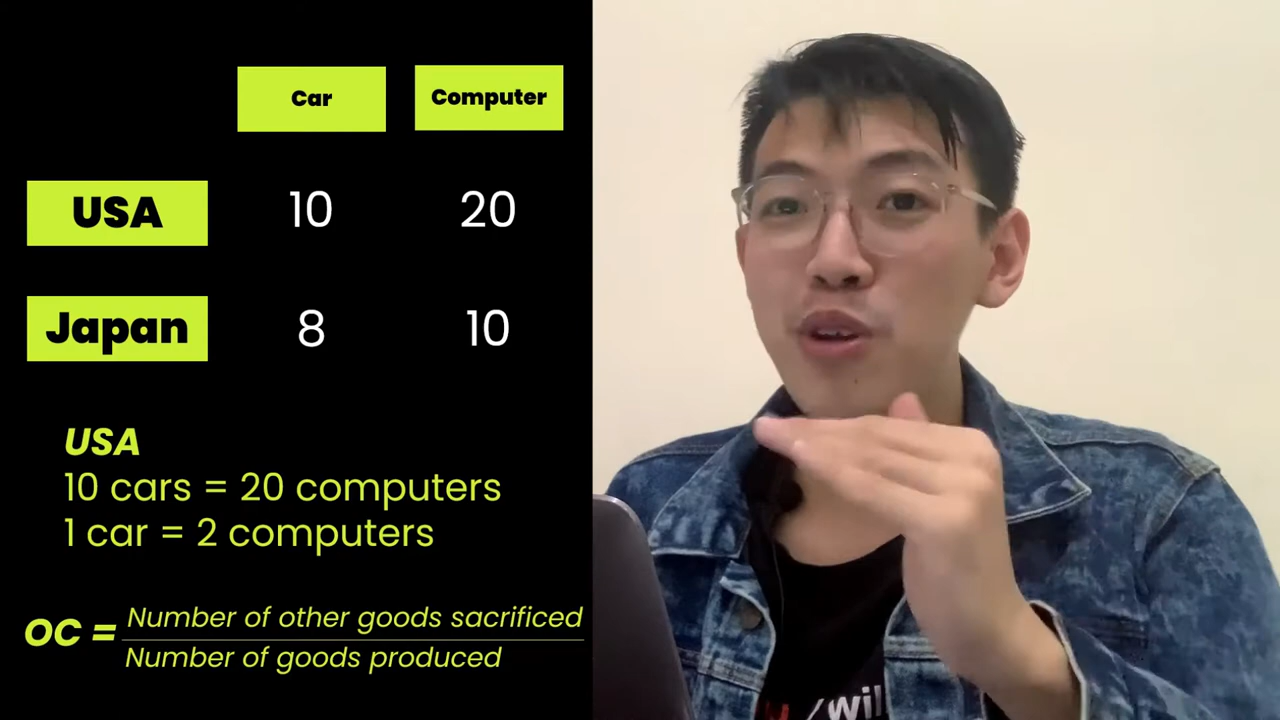 Car Computer
USA 10 20
Japan 8 10
USA
10 cars = 20 computers
1 car = 2 computers
OC = Number of other goods sacrificed
Number of goods produced